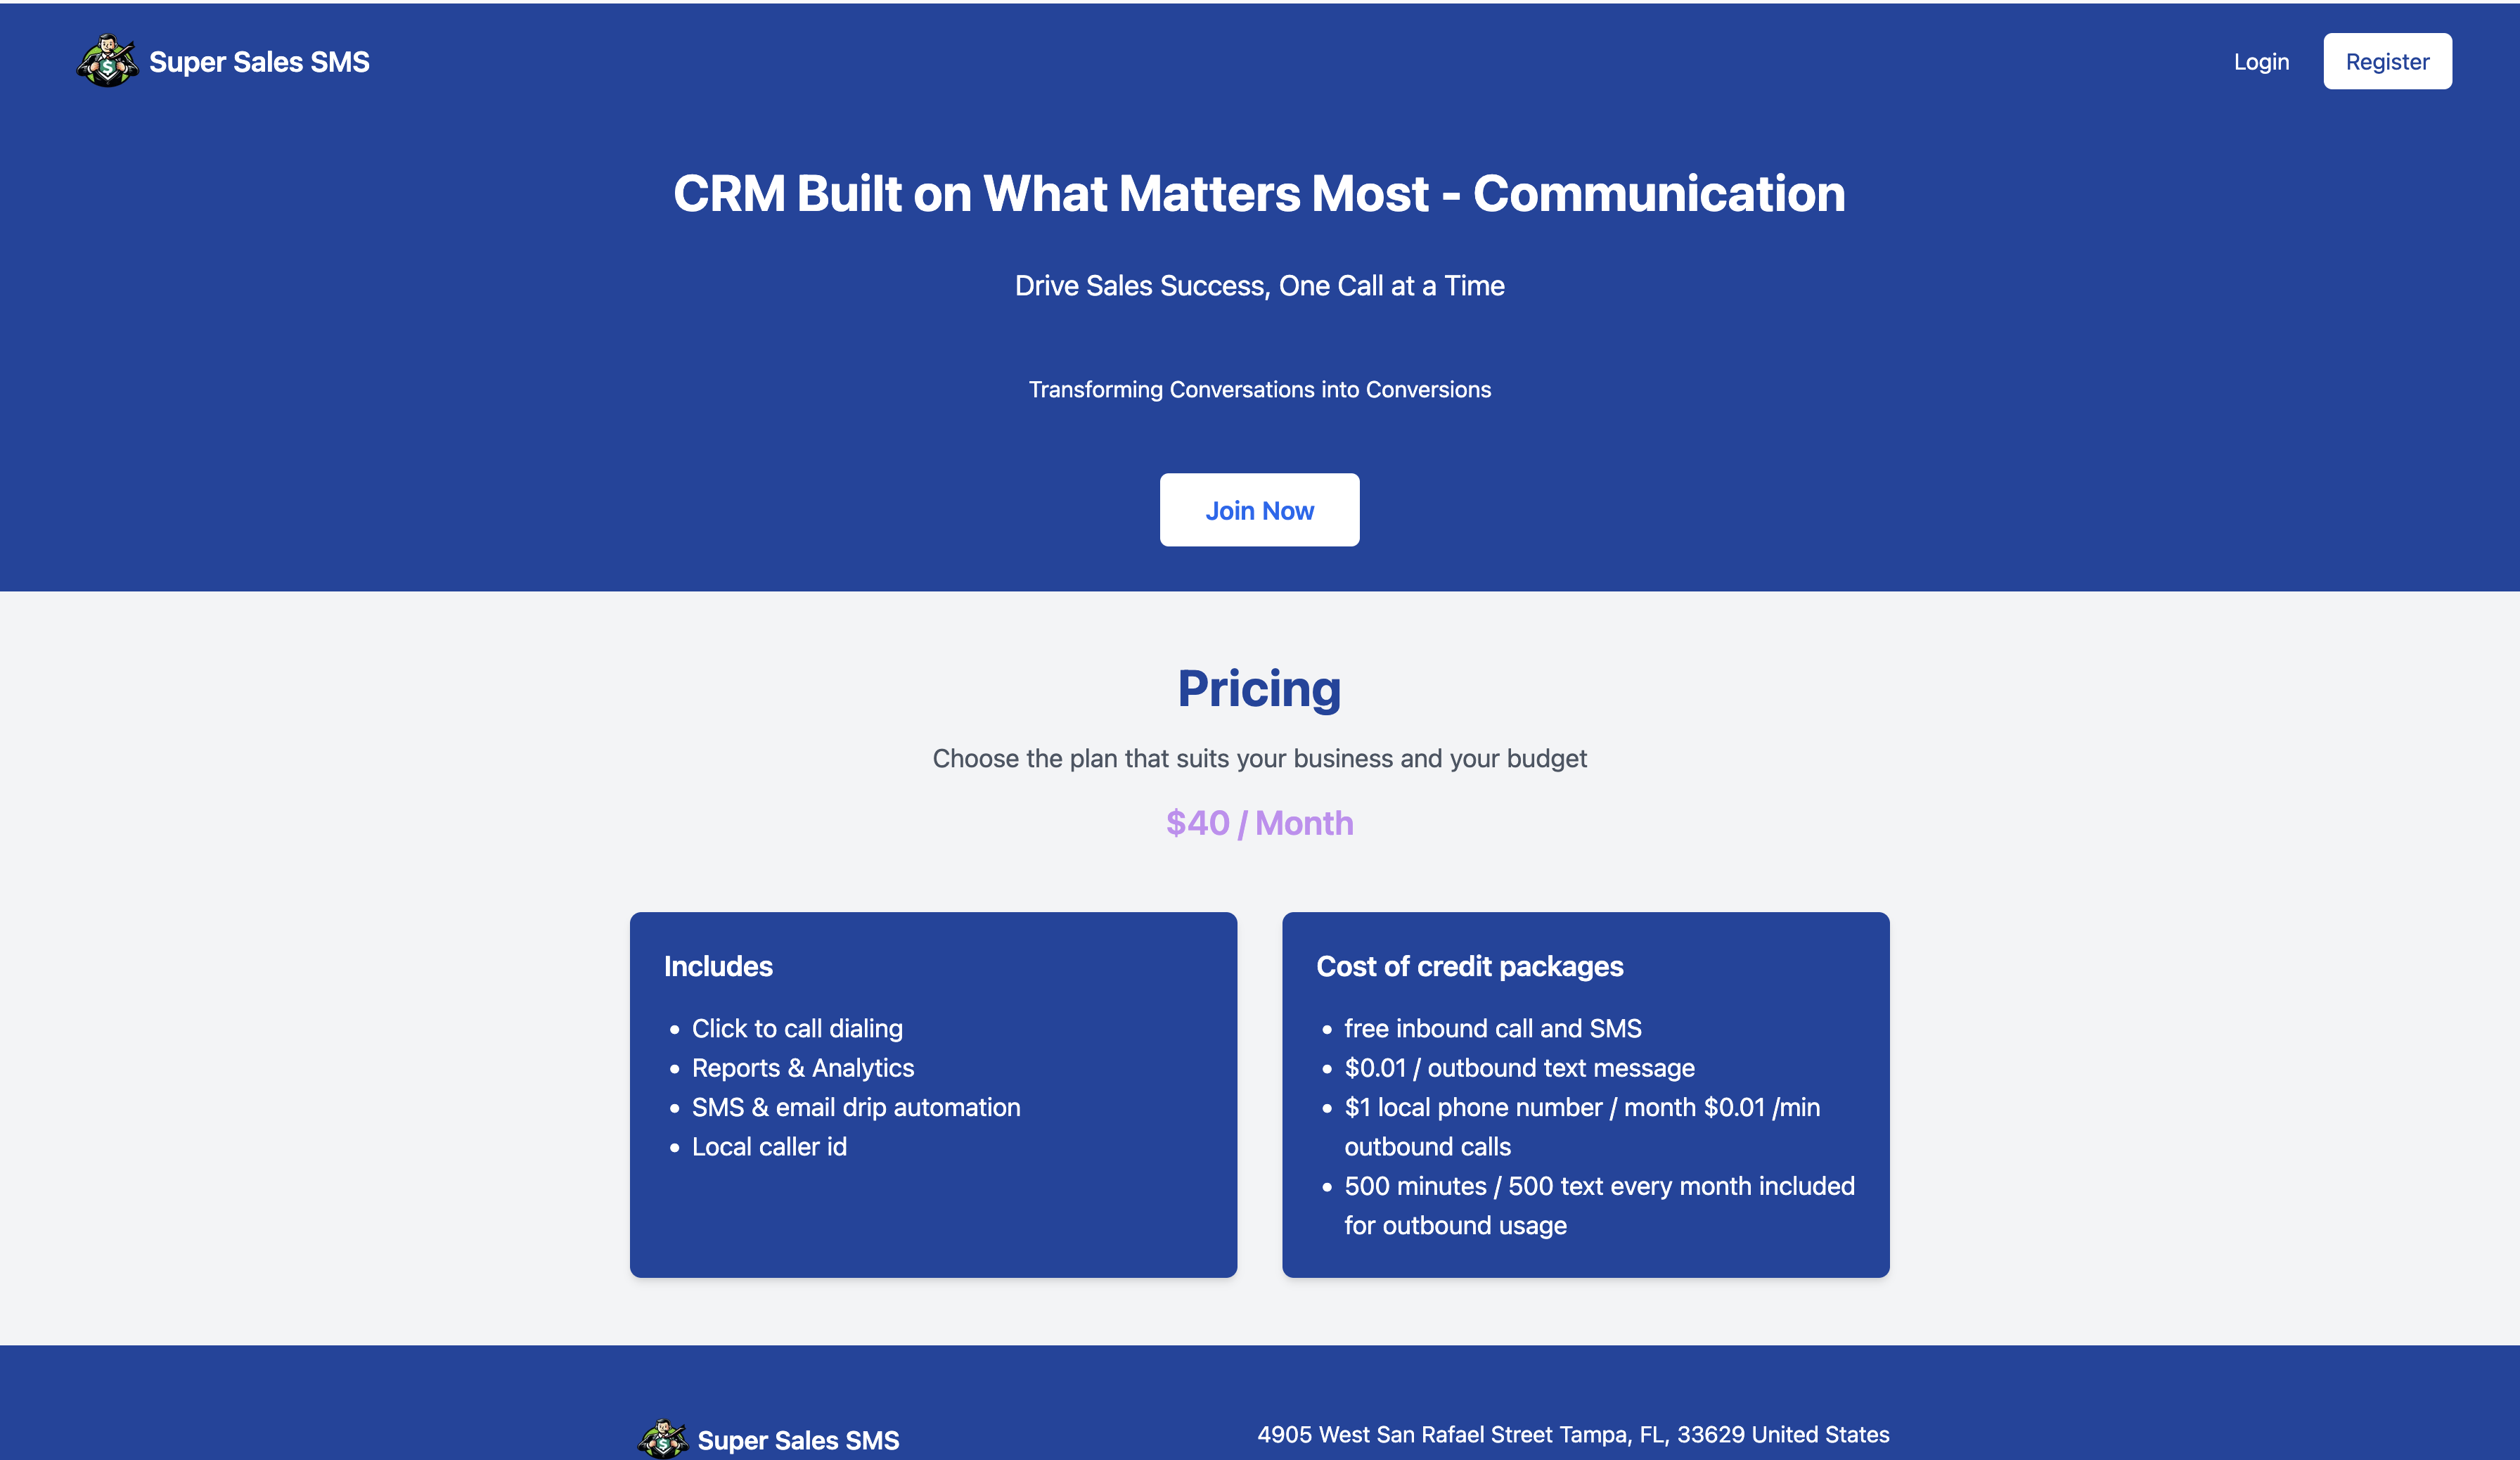 Super Sales SMS
Login
Register
CRM Built on What Matters Most - Communication
Drive Sales Success, One Call at a Time
Transforming Conversations into Conversions
Join Now
Pricing
Choose the plan that suits your business and your budget
$40 / Month
Includes
• Click to call dialing
• Reports & Analytics
• SMS & email drip automation
• Local caller id
Cost of credit packages
• free inbound call and SMS
• $0.01 / outbound text message
• $1 local phone number / month $0.01 /min
outbound calls
• 500 minutes / 500 text every month included
for outbound usage
Super Sales SMS
4905 West San Rafael Street Tampa, FL, 33629 United States